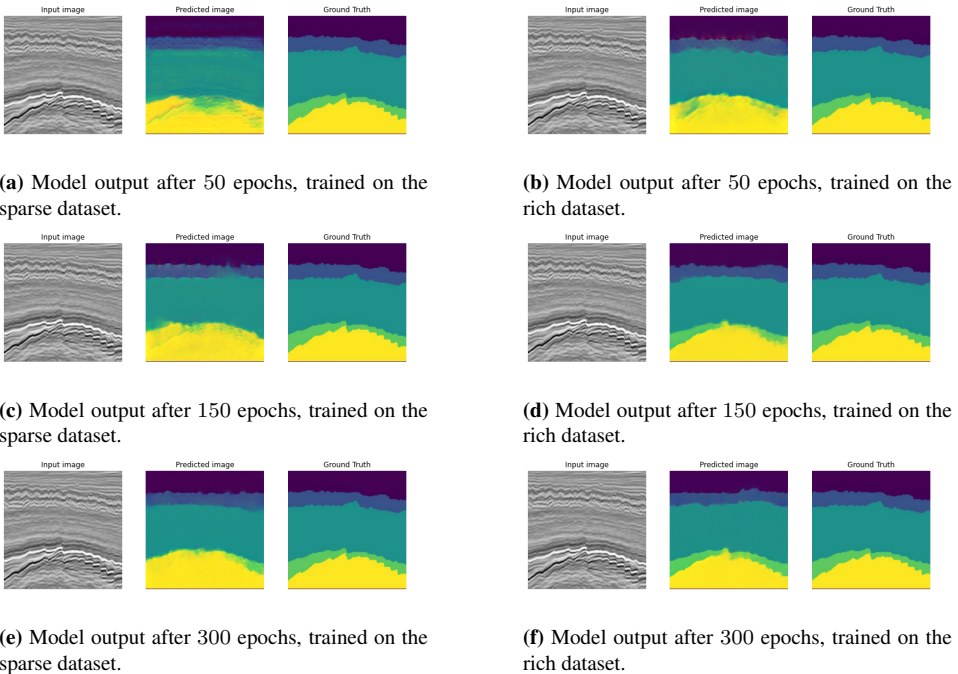 Input image Predicted image Ground Truth
Input image Predicted image Ground Truth
(a) Model output after 50 epochs, trained on the
sparse dataset.
(b) Model output after 50 epochs, trained on the
rich dataset.
Input image Predicted image Ground Truth
Input image Predicted image Ground Truth
(c) Model output after 150 epochs, trained on the
sparse dataset.
(d) Model output after 150 epochs, trained on the
rich dataset.
Input image Predicted image Ground Truth
Input image Predicted image Ground Truth
(e) Model output after 300 epochs, trained on the
sparse dataset.
(f) Model output after 300 epochs, trained on the
rich dataset.